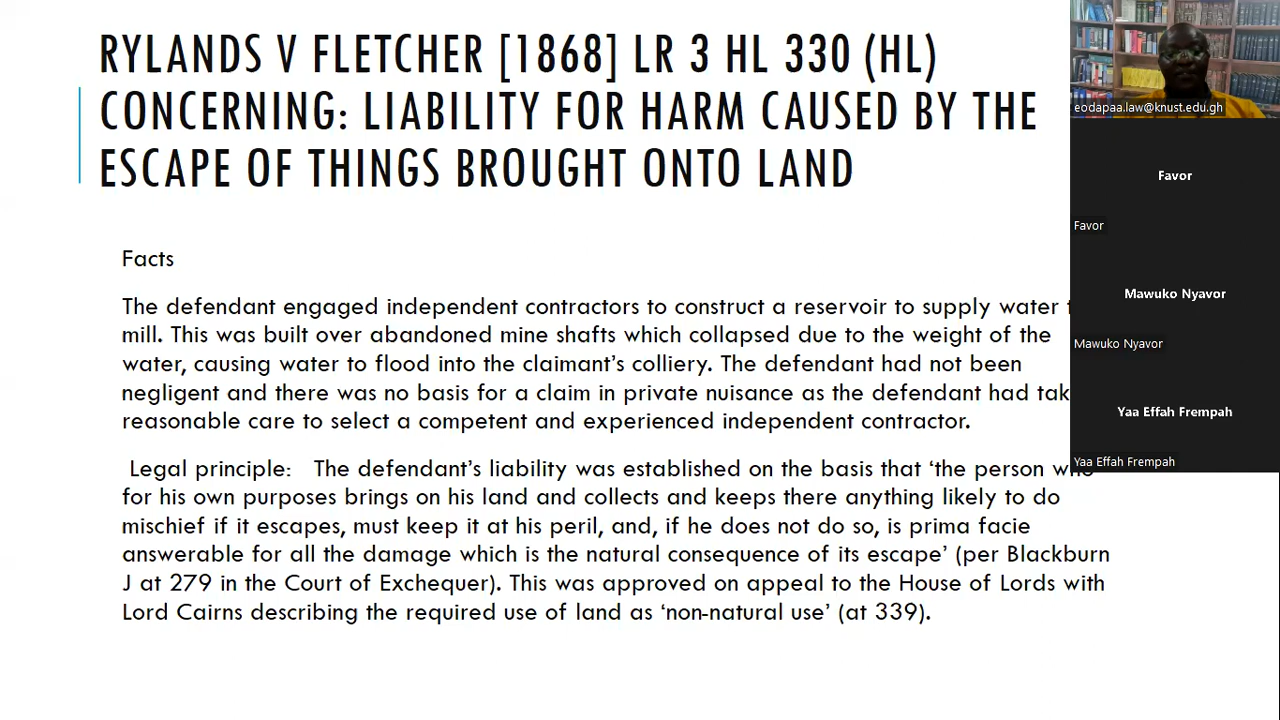 RYLANDS V FLETCHER [1868] LR 3 HL 330 (HL)
CONCERNING: LIABILITY FOR HARM CAUSED BY THE
ESCAPE OF THINGS BROUGHT ONTO LAND
Facts
The defendant engaged independent contractors to construct a reservoir to supply water
mill. This was built over abandoned mine shafts which collapsed due to the weight of the
water, causing water to flood into the claimant’s colliery. The defendant had not been
negligent and there was no basis for a claim in private nuisance as the defendant had tak
reasonable care to select a competent and experienced independent contractor.
Legal principle: The defendant’s liability was established on the basis that ‘the person who
for his own purposes brings on his land and collects and keeps there anything likely to do
mischief if it escapes, must keep it at his peril, and, if he does not do so, is prima facie
answerable for all the damage which is the natural consequence of its escape’ (per Blackburn
J at 279 in the Court of Exchequer). This was approved on appeal to the House of Lords with
Lord Cairns describing the required use of land as ‘non-natural use’ (at 339).
eodapaa.law@knust.edu.gh
Favor
Favor
Mawuko Nyavor
Mawuko Nyavor
Yaa Effah Frempah
Yaa Effah Frempah